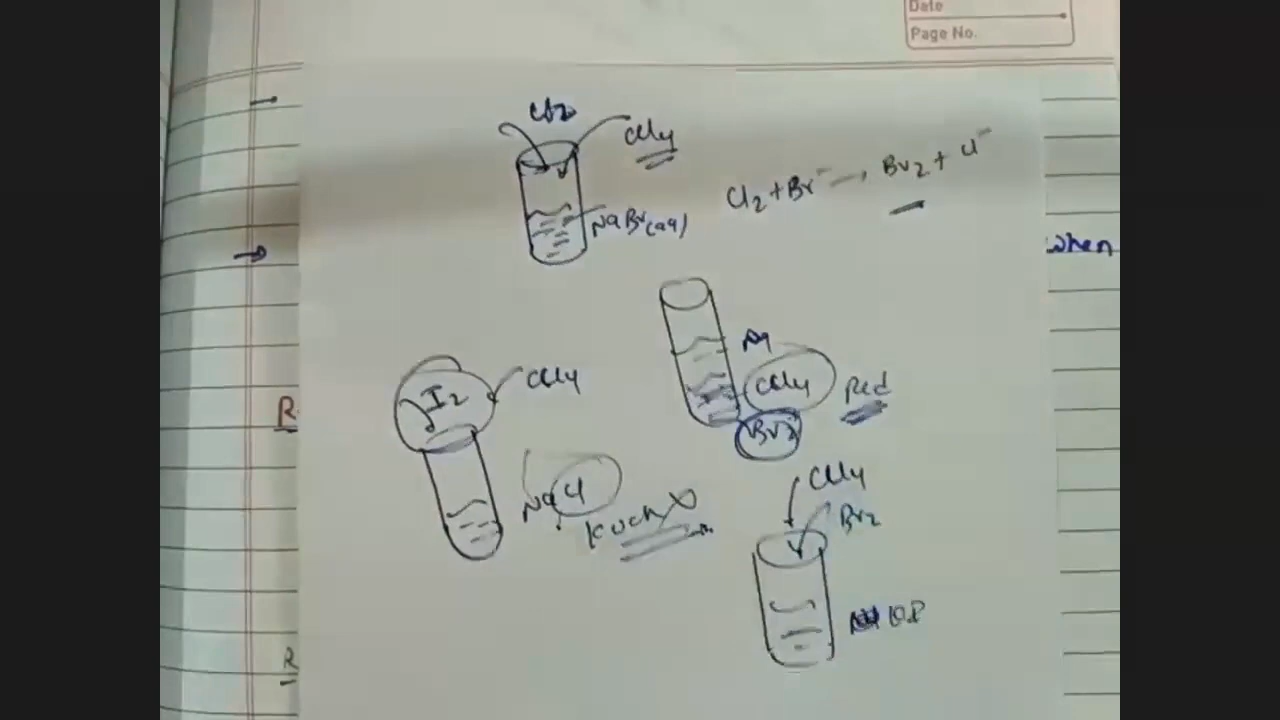 Date
Page No.
Cl2
CCl4
NaBr(aq)
Cl2 + Br⁻ → Br2 + Cl⁻
when
I2
CCl4
CCl4
Red
Br2
R
NaCl
Kuch X
CCl4
Br2
R